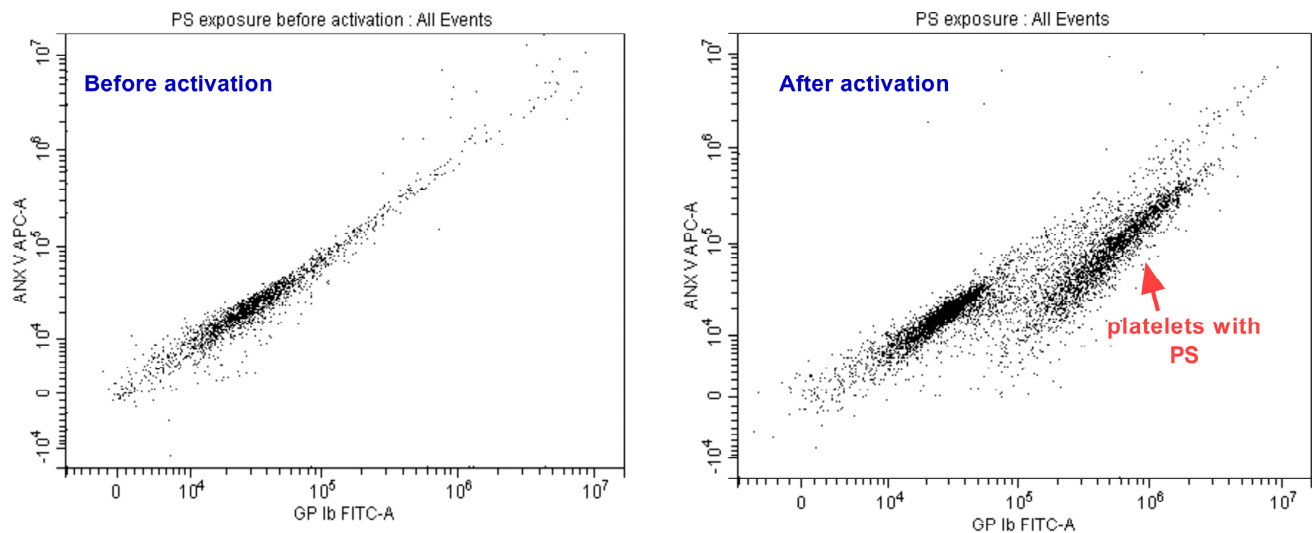 PS exposure before activation : All Events
Before activation
ANX V APC-A
10^7
10^6
10^5
10^4
0
-10^4
0 10^4 10^5 10^6 10^7
GP Ib FITC-A
PS exposure : All Events
After activation
ANX V APC-A
10^7
10^6
10^5
10^4
0
-10^4
platelets with
PS
0 10^4 10^5 10^6 10^7
GP Ib FITC-A